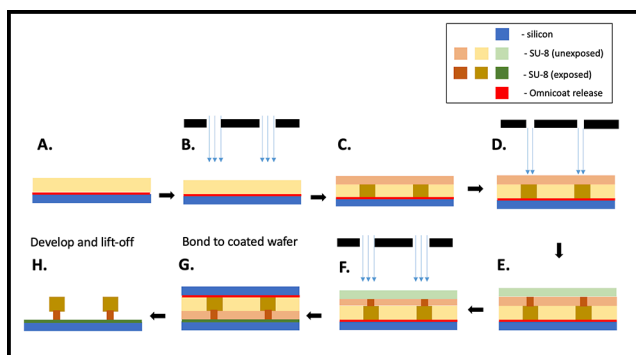 - silicon
- SU-8 (unexposed)
- SU-8 (exposed)
- Omnicoat release
A.
B.
C.
D.
Develop and lift-off
Bond to coated wafer
H.
G.
F.
E.